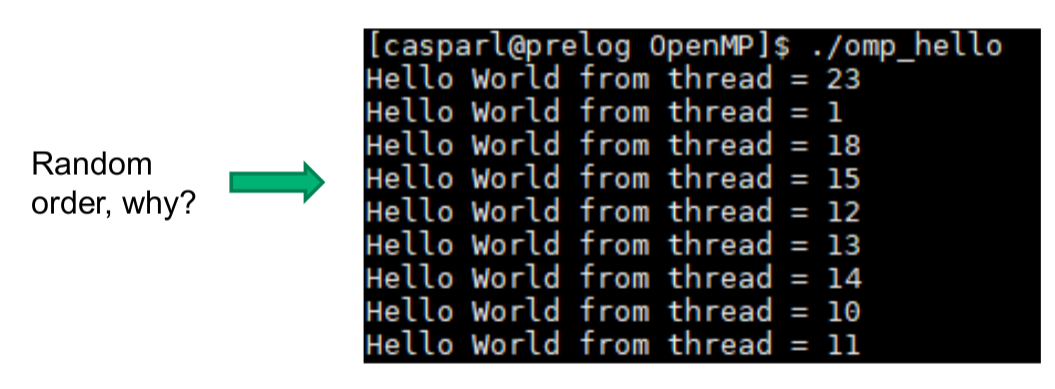 Random
order, why?
[casparl@prelog OpenMP]$ ./omp_hello
Hello World from thread = 23
Hello World from thread = 1
Hello World from thread = 18
Hello World from thread = 15
Hello World from thread = 12
Hello World from thread = 13
Hello World from thread = 14
Hello World from thread = 10
Hello World from thread = 11